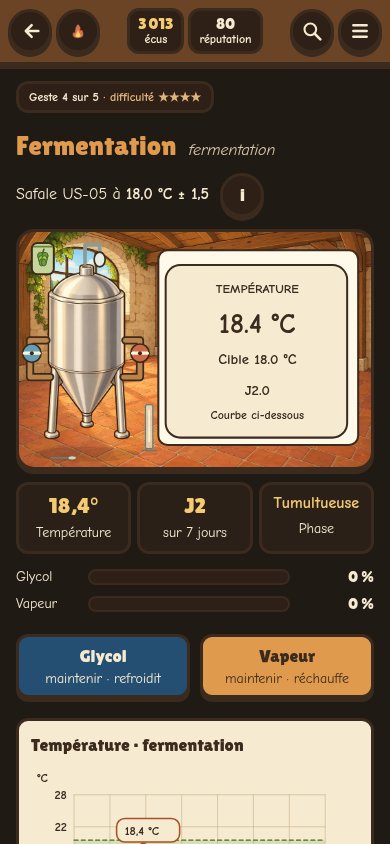 3 013
écus
80
réputation
Geste 4 sur 5 · difficulté ★★★★
Fermentation fermentation
Safale US-05 à 18,0 °C ± 1,5 i
TEMPÉRATURE
18.4 °C
Cible 18.0 °C
J2.0
Courbe ci-dessous
18,4°
Température
J2
sur 7 jours
Tumultueuse
Phase
Glycol 0 %
Vapeur 0 %
Glycol
maintenir · refroidit
Vapeur
maintenir · réchauffe
Température · fermentation
°C
28
22
18,4 °C